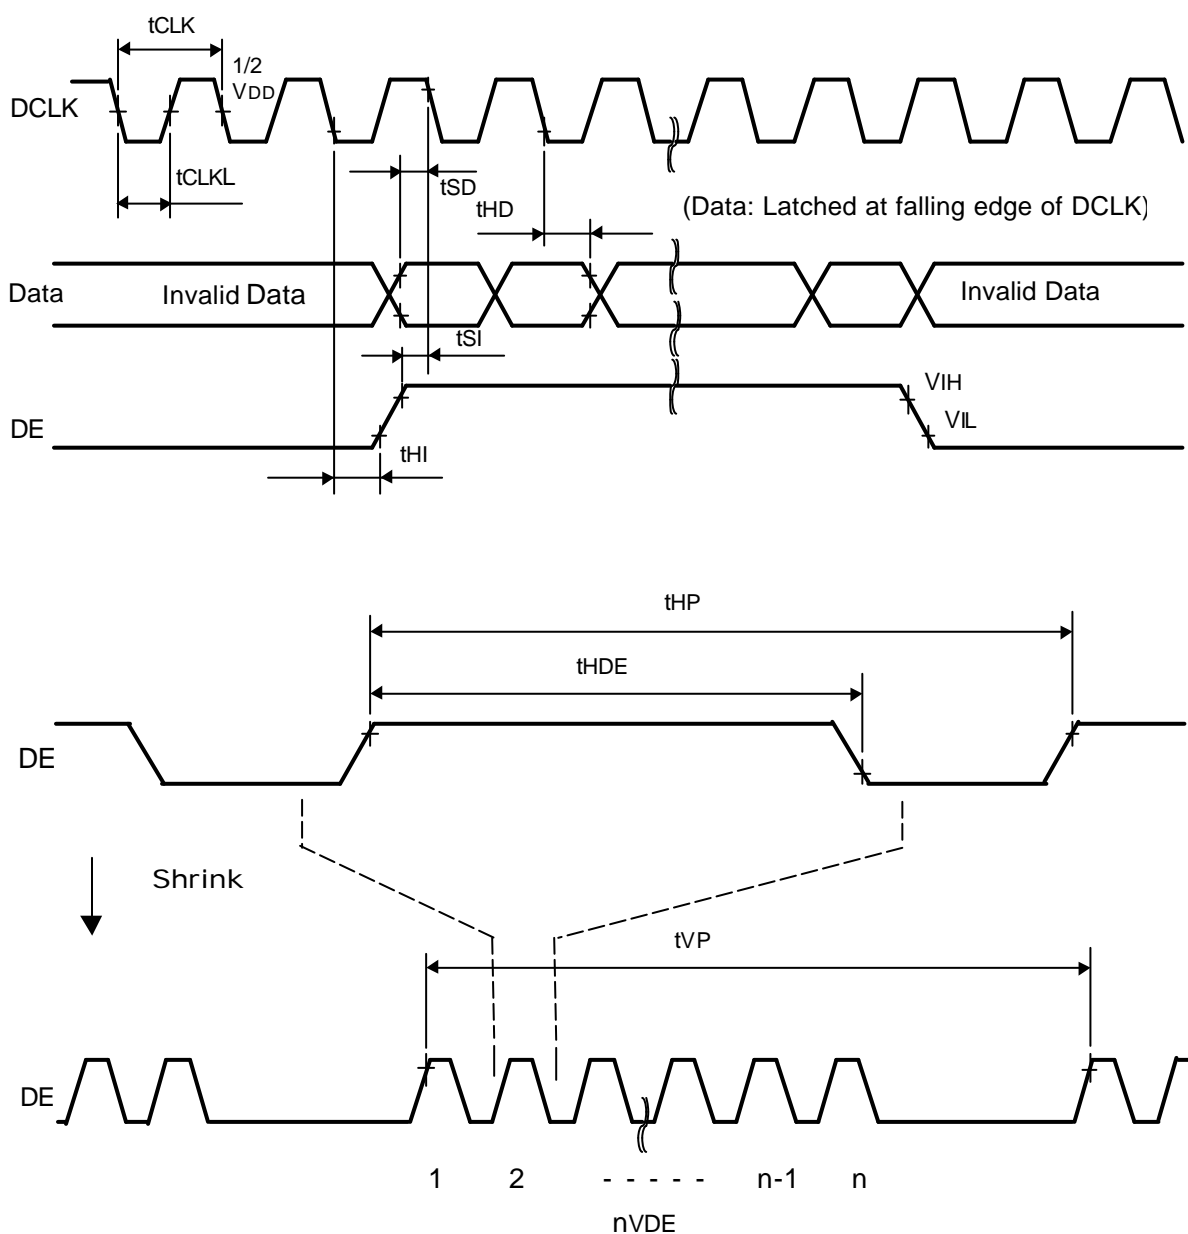 tCLK
1/2
VDD
DCLK
tCLKL
tSD
tHD
(Data: Latched at falling edge of DCLK)
Data
Invalid Data
Invalid Data
tSI
VIH
DE
VIL
tHI
tHP
tHDE
DE
Shrink
tVP
DE
1 2 - - - - - n-1 n
nVDE